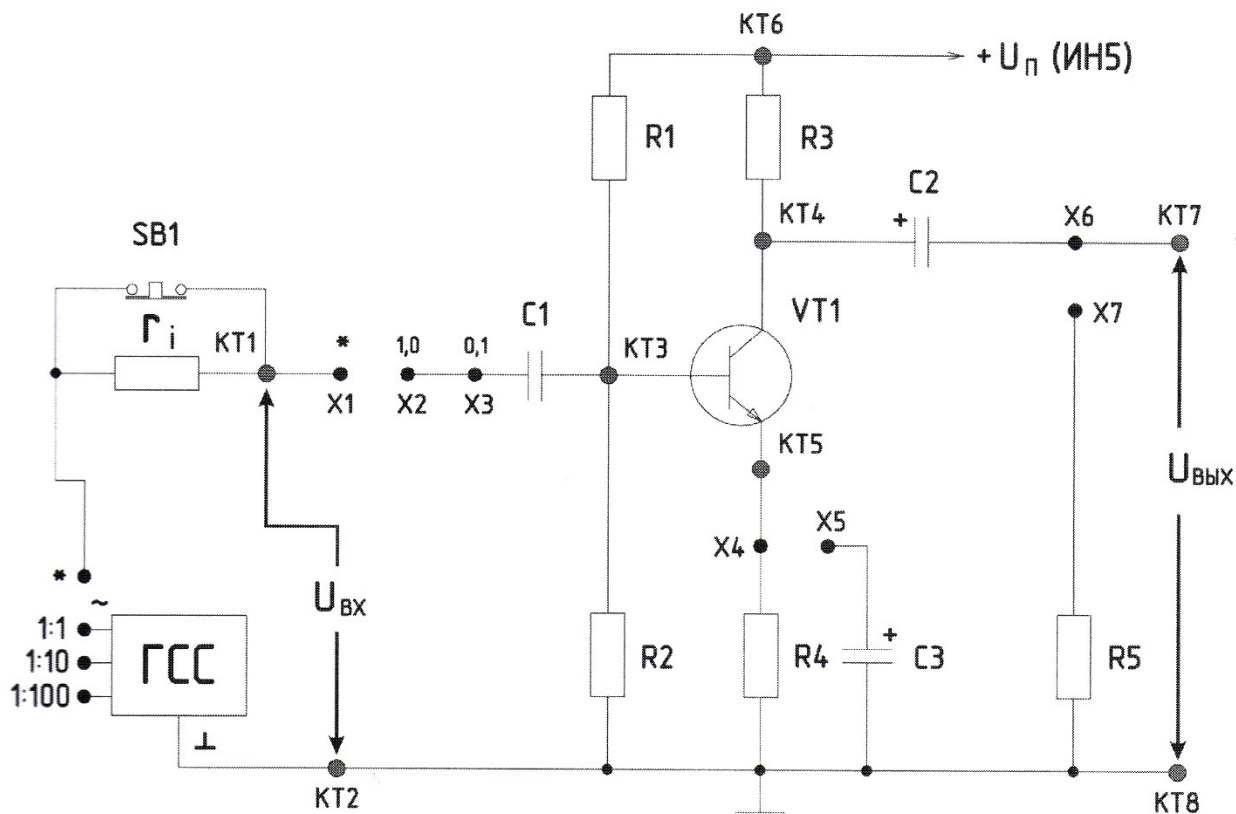 КТ6
+ Uп (ИН5)
R1
R3
C2
КТ4
X6
КТ7
SB1
VT1
X7
C1
ri
КТ1
*
1,0
0,1
КТ3
X1
X2
X3
КТ5
Uвых
X5
X4
*
~
Uвх
1:1
1:10
1:100
ГСС
R2
R4
+
C3
R5
⊥
КТ2
КТ8
+